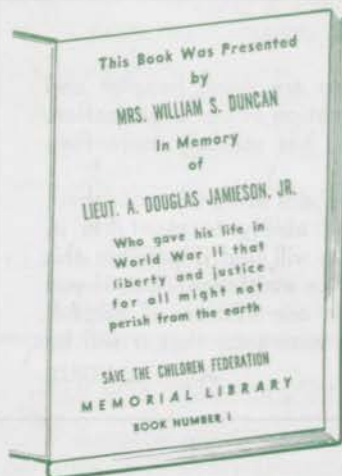 This Book Was Presented
by
MRS. WILLIAM S. DUNCAN
In Memory
of
LIEUT. A. DOUGLAS JAMIESON, JR.
Who gave his life in
World War II that
liberty and justice
for all might not
perish from the earth
SAVE THE CHILDREN FEDERATION
MEMORIAL LIBRARY
BOOK NUMBER 1